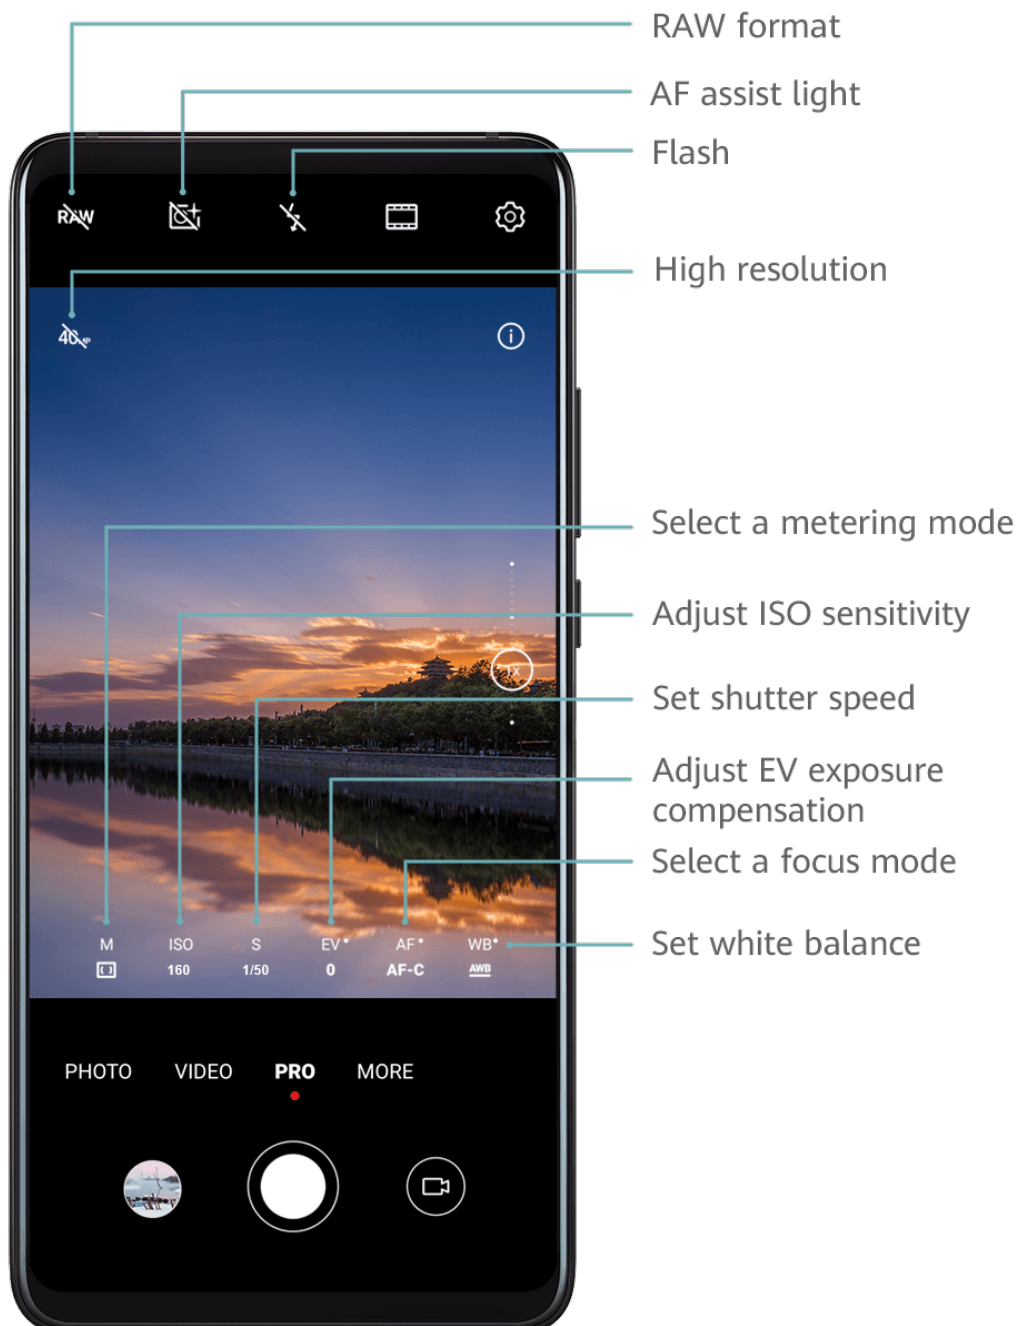 RAW format
AF assist light
Flash
RAW
High resolution
40MP
Select a metering mode
Adjust ISO sensitivity
1x
Set shutter speed
Adjust EV exposure
compensation
Select a focus mode
M ISO S EV AF WB
Set white balance
160 1/50 0 AF-C AWB
PHOTO VIDEO PRO MORE